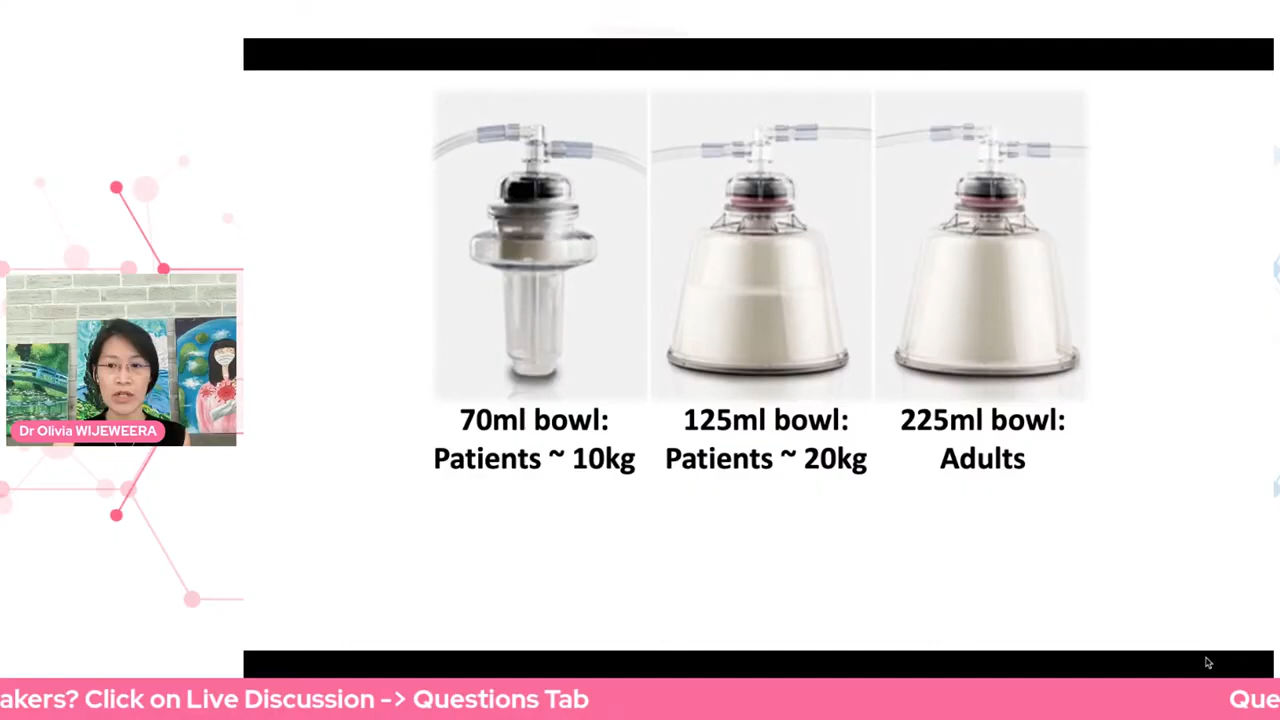 70ml bowl:
Patients ~ 10kg
125ml bowl:
Patients ~ 20kg
225ml bowl:
Adults
Dr Olivia WIJEWEERA
akers? Click on Live Discussion -> Questions Tab
Que